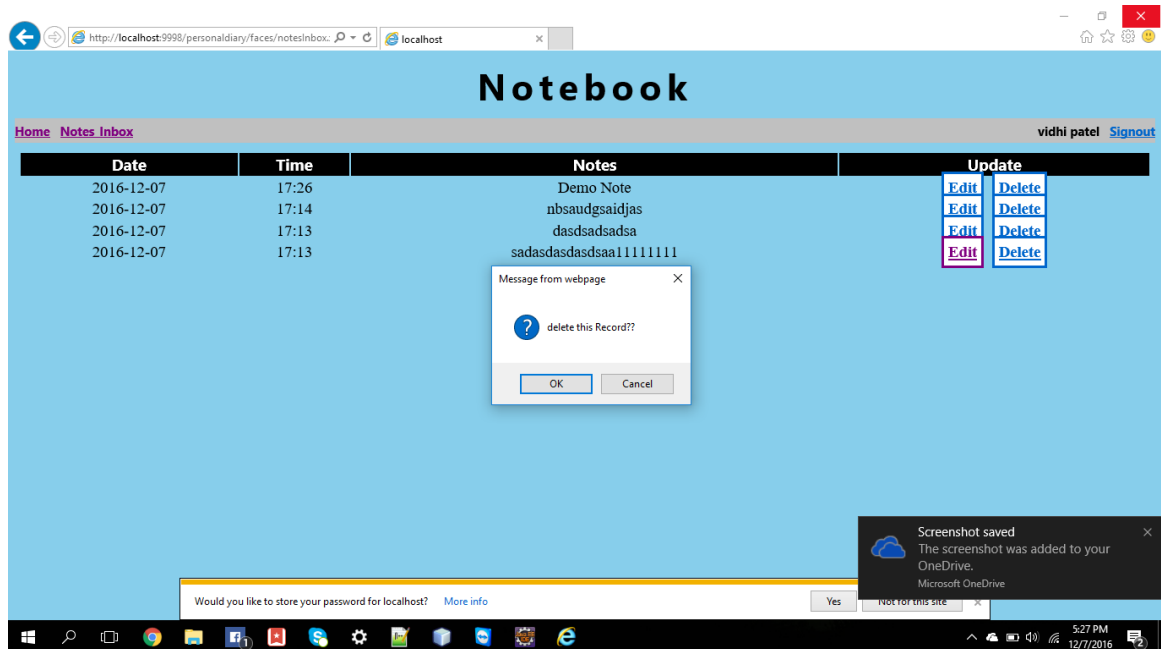 http://localhost:9998/personaldiary/faces/notesInbox.: localhost
Notebook
Home Notes Inbox vidhi patel Signout
Date Time Notes Update
2016-12-07 17:26 Demo Note Edit Delete
2016-12-07 17:14 nbsaudgsaidjas Edit Delete
2016-12-07 17:13 dasdsadsadsa Edit Delete
2016-12-07 17:13 sadasdasdasdsaa11111111 Edit Delete
Message from webpage
? delete this Record??
OK Cancel
Screenshot saved
The screenshot was added to your
OneDrive.
Microsoft OneDrive
Would you like to store your password for localhost? More info Yes Not for this site
1
5:27 PM
12/7/2016
2